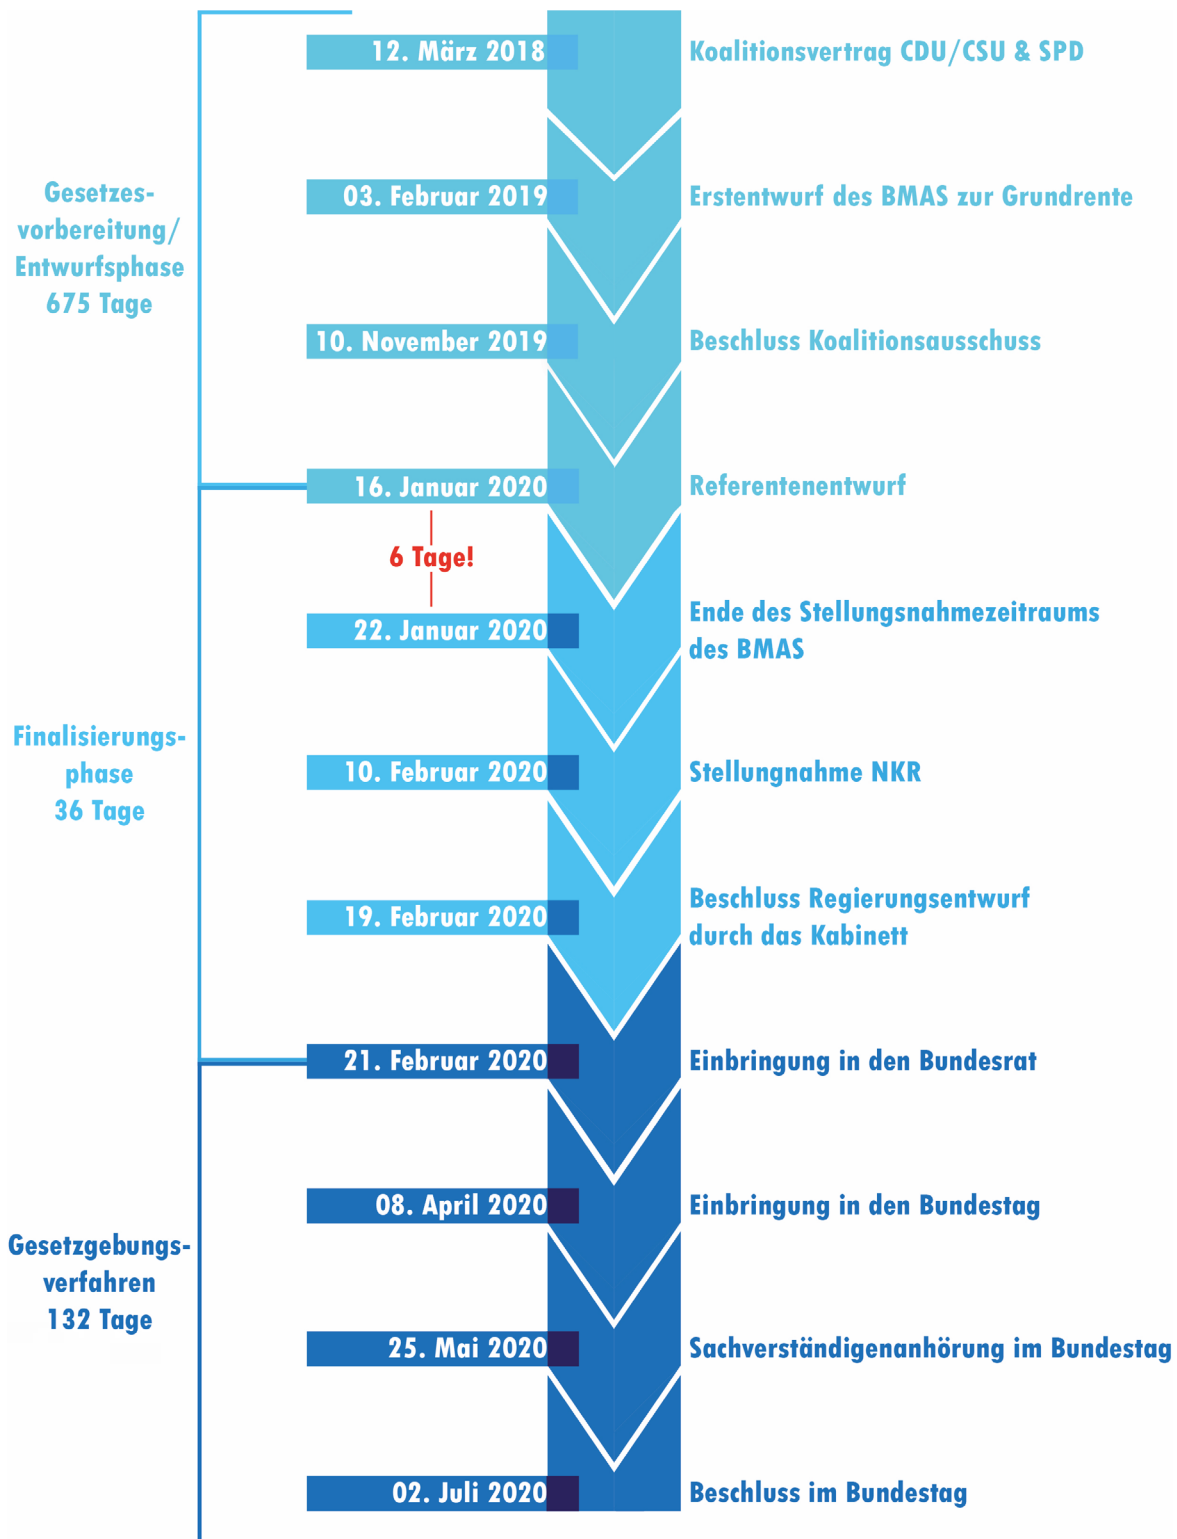 12. März 2018
Koalitionsvertrag CDU/CSU & SPD
Gesetzes-
vorbereitung/
Entwurfsphase
675 Tage
03. Februar 2019
Erstentwurf des BMAS zur Grundrente
10. November 2019
Beschluss Koalitionsausschuss
16. Januar 2020
Referentenentwurf
6 Tage!
22. Januar 2020
Ende des Stellungsnahmezeitraums
des BMAS
Finalisierungs-
phase
36 Tage
10. Februar 2020
Stellungnahme NKR
19. Februar 2020
Beschluss Regierungsentwurf
durch das Kabinett
21. Februar 2020
Einbringung in den Bundesrat
Gesetzgebungs-
verfahren
132 Tage
08. April 2020
Einbringung in den Bundestag
25. Mai 2020
Sachverständigenanhörung im Bundestag
02. Juli 2020
Beschluss im Bundestag